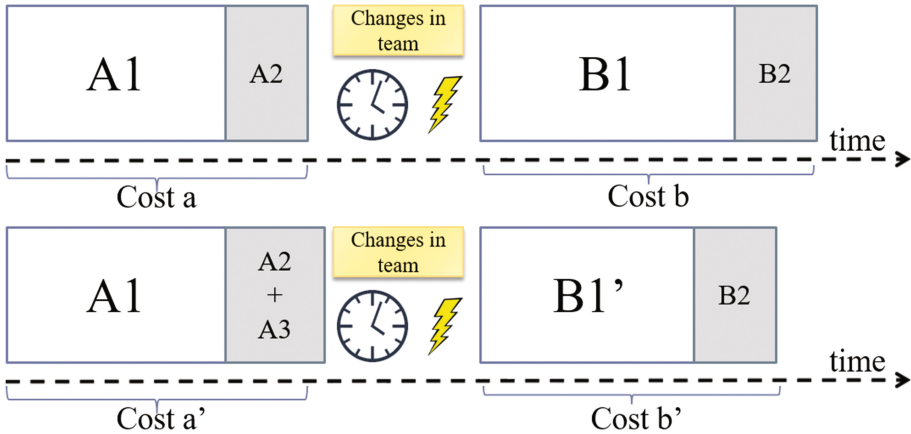 A1
A2
Changes in
team
B1
B2
time
Cost a
Cost b
A1
A2
+
A3
Changes in
team
B1’
B2
time
Cost a’
Cost b’